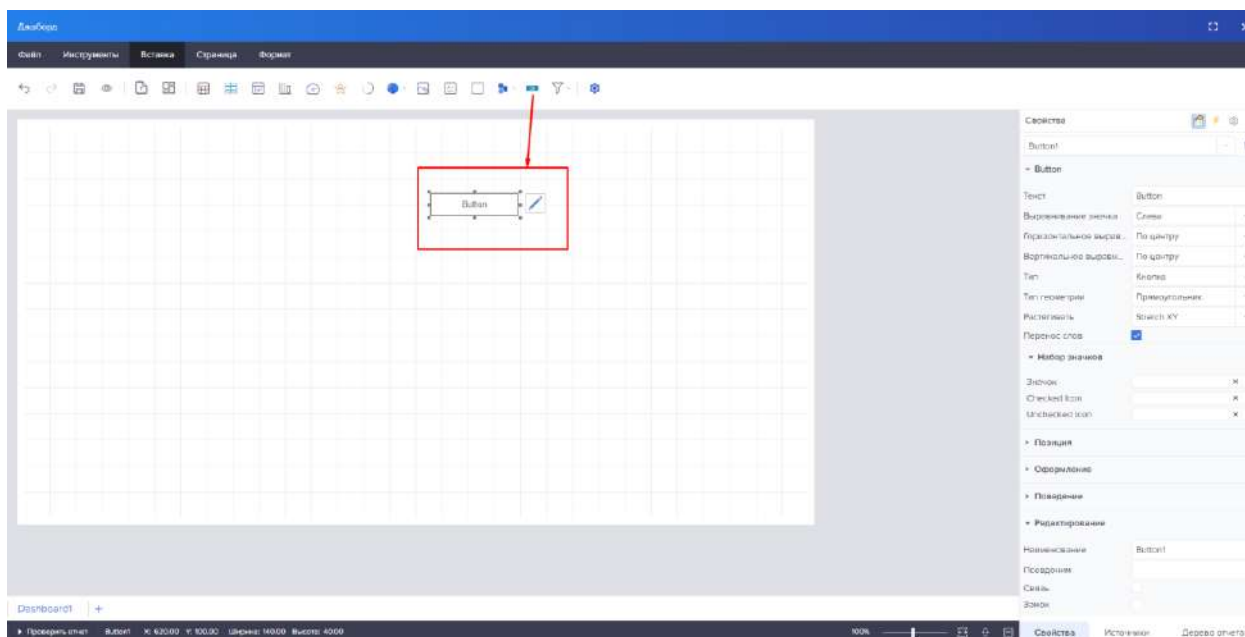 Дашборд
Файл Инструменты Вставка Страница Формат
Свойства
Button1
Button
Button
Текст Button
Выравнивание значка Слева
Горизонтальное вырав... По центру
Вертикальное выравн... По центру
Тип Кнопка
Тип геометрии Прямоугольник
Растягивать Stretch XY
Перенос слов
Набор значков
Значок
Checked Icon
Unchecked Icon
Позиция
Оформление
Поведение
Редактирование
Наименование Button1
Псевдоним
Связь
Замок
Dashboard1 +
Проверить отчет Button1 X: 620.00 Y: 100.00 Ширина: 140.00 Высота: 40.00 100% Свойства Источники Дерево отчета